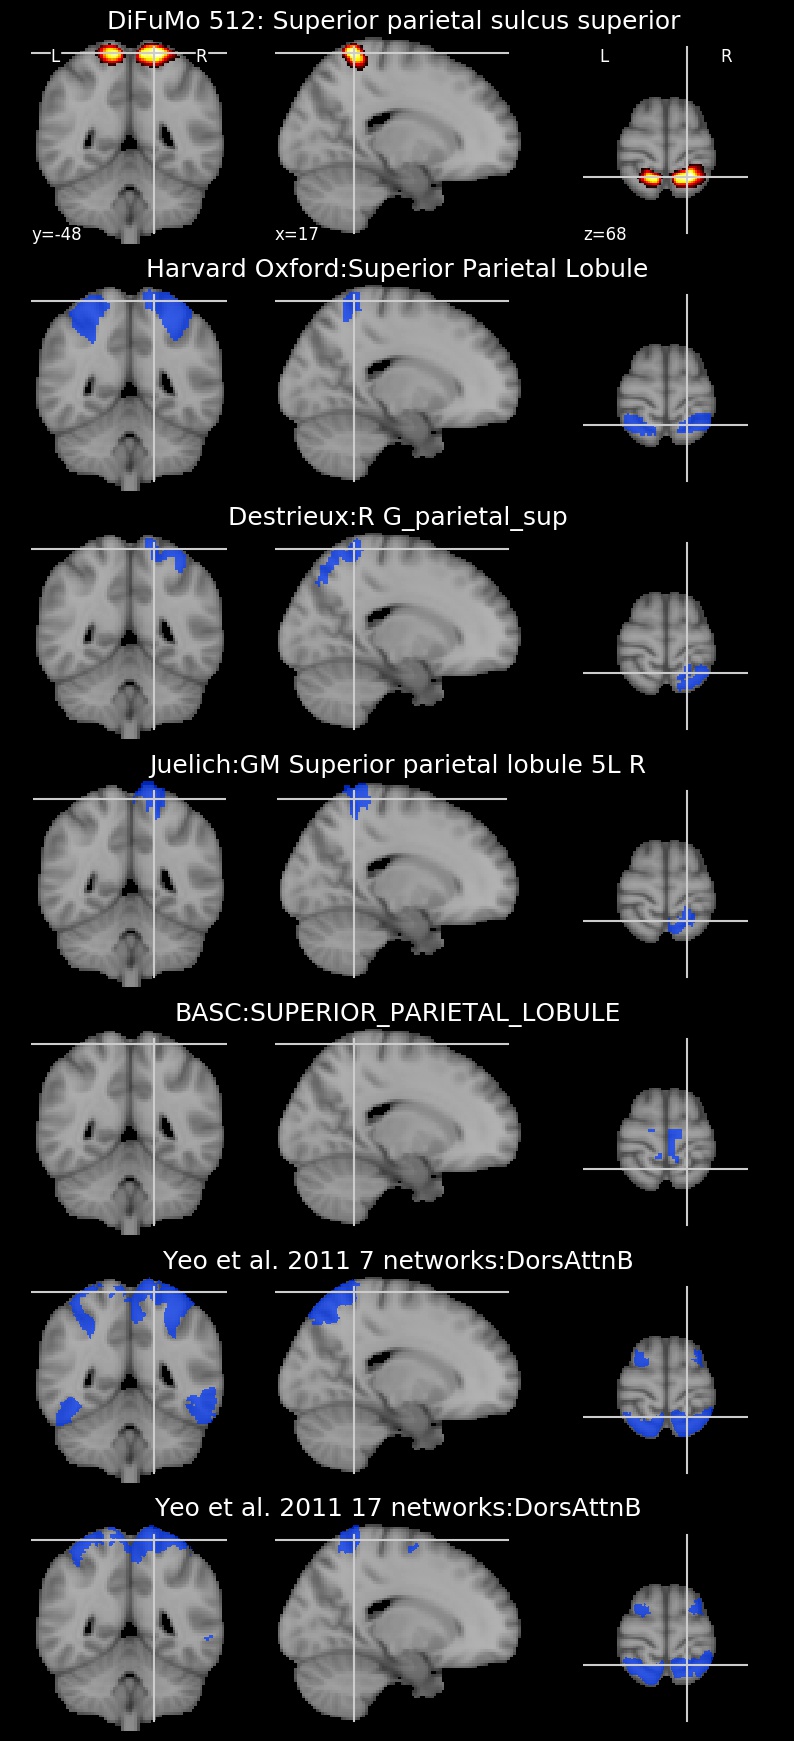 DiFuMo 512: Superior parietal sulcus superior
L R L R
y=-48 x=17 z=68
Harvard Oxford:Superior Parietal Lobule
Destrieux:R G_parietal_sup
Juelich:GM Superior parietal lobule 5L R
BASC:SUPERIOR_PARIETAL_LOBULE
Yeo et al. 2011 7 networks:DorsAttnB
Yeo et al. 2011 17 networks:DorsAttnB